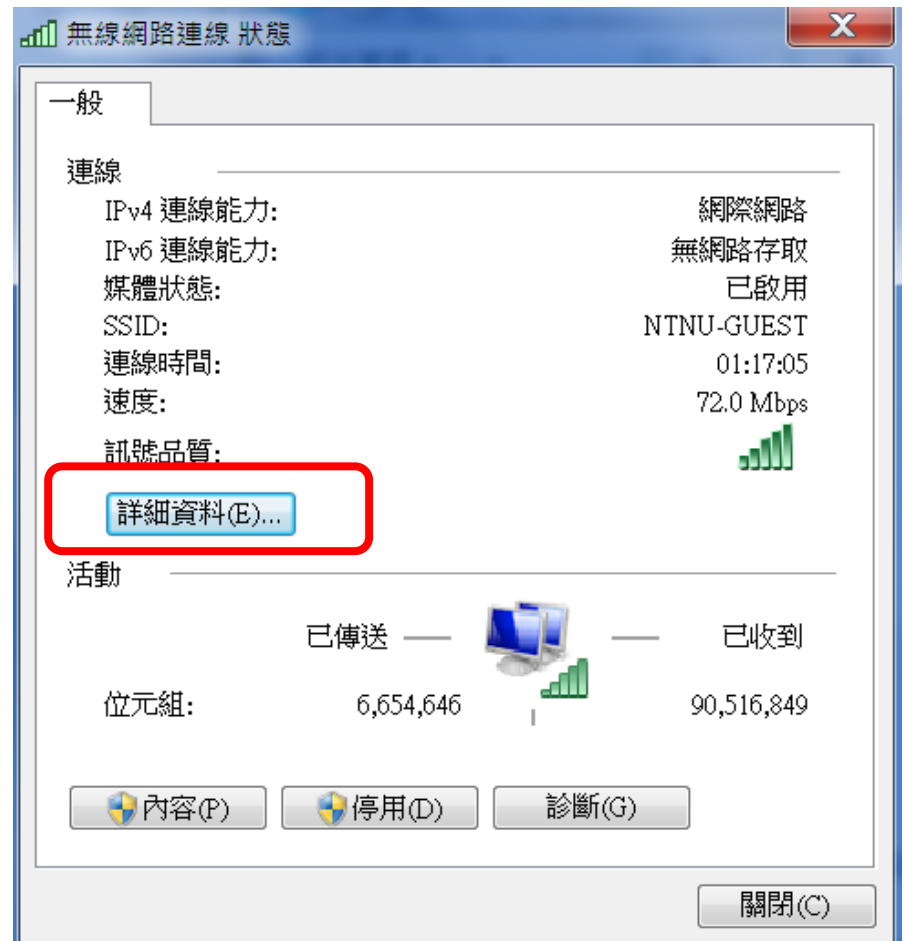 無線網路連線 狀態
一般
連線
IPv4 連線能力: 網際網路
IPv6 連線能力: 無網路存取
媒體狀態: 已啟用
SSID: NTNU-GUEST
連線時間: 01:17:05
速度: 72.0 Mbps
訊號品質:
詳細資料(E)...
活動
已傳送 已收到
位元組: 6,654,646 90,516,849
內容(P) 停用(D) 診斷(G)
關閉(C)